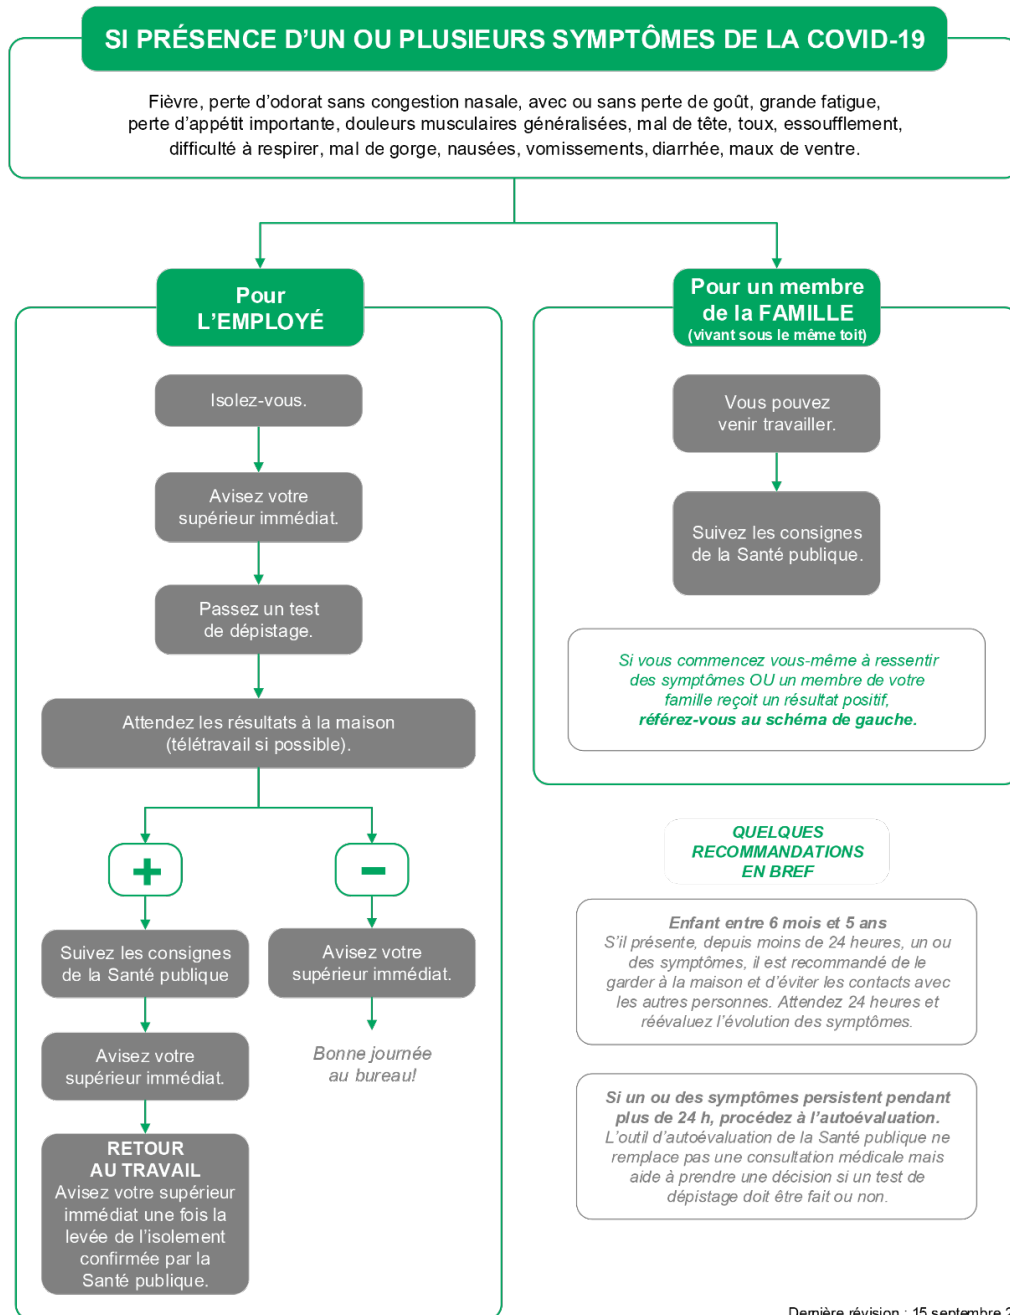 SI PRÉSENCE D'UN OU PLUSIEURS SYMPTÔMES DE LA COVID-19
Fièvre, perte d'odorat sans congestion nasale, avec ou sans perte de goût, grande fatigue,
perte d'appétit importante, douleurs musculaires généralisées, mal de tête, toux, essoufflement,
difficulté à respirer, mal de gorge, nausées, vomissements, diarrhée, maux de ventre.
Pour
L'EMPLOYÉ
Isolez-vous.
Avisez votre
supérieur immédiat.
Passez un test
de dépistage.
Attendez les résultats à la maison
(télétravail si possible).
+
Suivez les consignes
de la Santé publique
Avisez votre
supérieur immédiat.
RETOUR
AU TRAVAIL
Avisez votre supérieur
immédiat une fois la
levée de l'isolement
confirmée par la
Santé publique.
−
Avisez votre
supérieur immédiat.
Bonne journée
au bureau!
Pour un membre
de la FAMILLE
(vivant sous le même toit)
Vous pouvez
venir travailler.
Suivez les consignes
de la Santé publique.
Si vous commencez vous-même à ressentir
des symptômes OU un membre de votre
famille reçoit un résultat positif,
référez-vous au schéma de gauche.
QUELQUES
RECOMMANDATIONS
EN BREF
Enfant entre 6 mois et 5 ans
S'il présente, depuis moins de 24 heures, un ou
des symptômes, il est recommandé de le
garder à la maison et d'éviter les contacts avec
les autres personnes. Attendez 24 heures et
réévaluez l'évolution des symptômes.
Si un ou des symptômes persistent pendant
plus de 24 h, procédez à l'autoévaluation.
L'outil d'autoévaluation de la Santé publique ne
remplace pas une consultation médicale mais
aide à prendre une décision si un test de
dépistage doit être fait ou non.
Dernière révision : 15 septembre